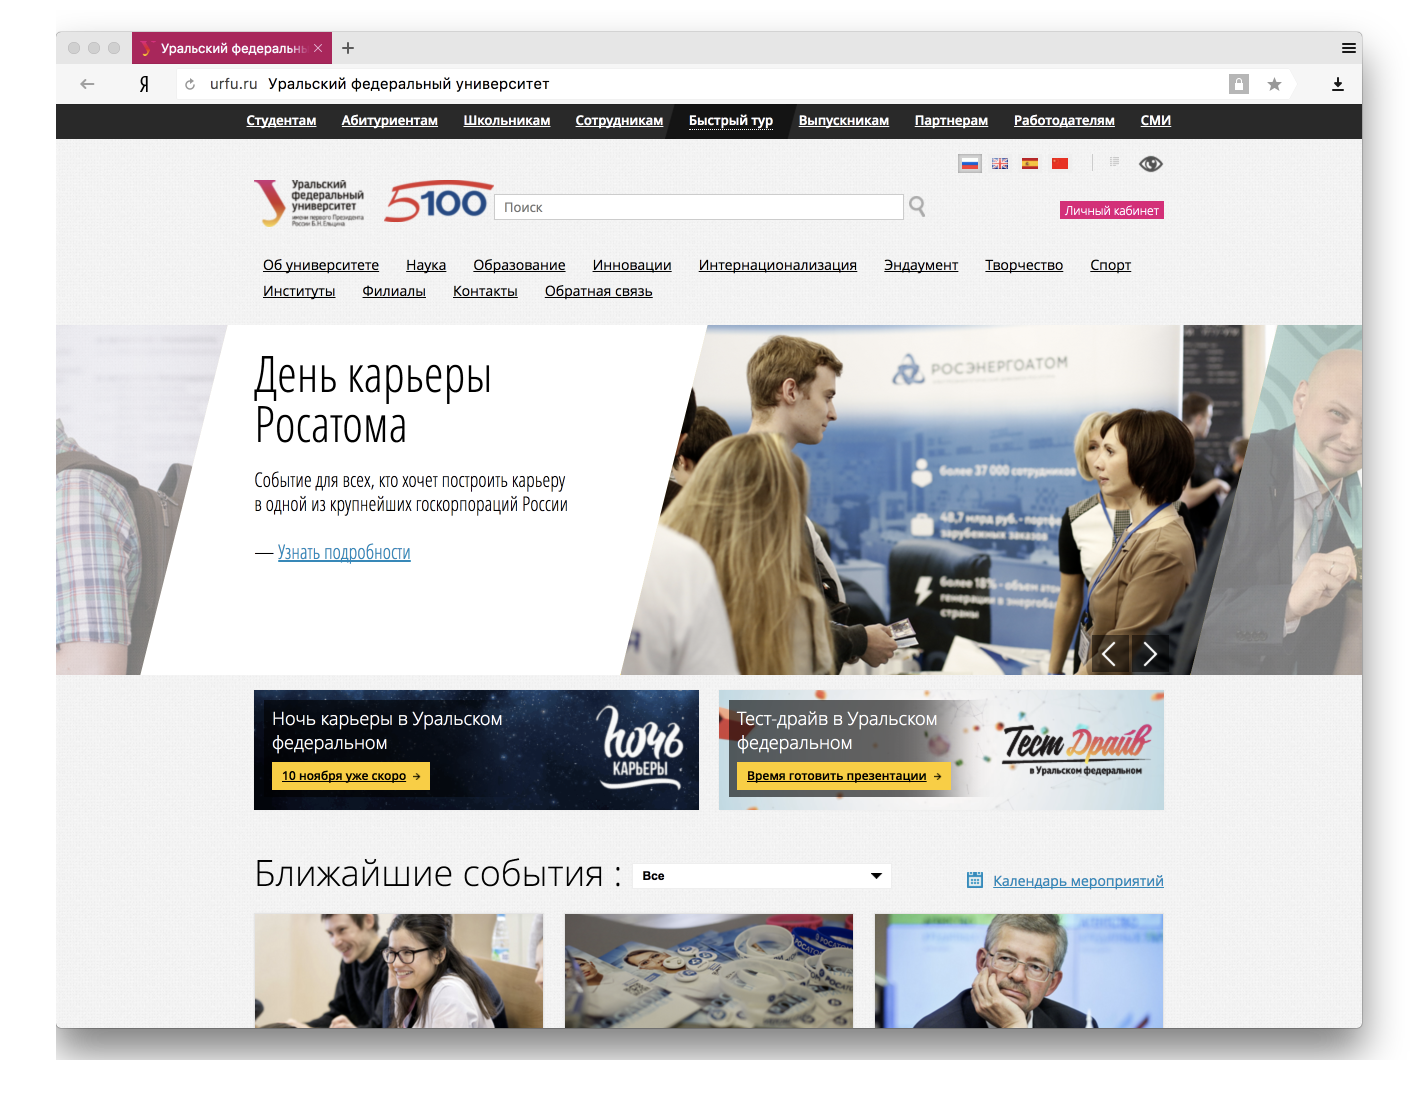 Уральский федеральны
urfu.ru Уральский федеральный университет
Студентам Абитуриентам Школьникам Сотрудникам Быстрый тур Выпускникам Партнерам Работодателям СМИ
Уральский
федеральный
университет
имени первого Президента
России Б.Н.Ельцина
5100
Поиск
Личный кабинет
Об университете Наука Образование Инновации Интернационализация Эндаумент Творчество Спорт
Институты Филиалы Контакты Обратная связь
День карьеры
Росатома
Событие для всех, кто хочет построить карьеру
в одной из крупнейших госкорпораций России
— Узнать подробности
РОСЭНЕРГОАТОМ
более 37 000 сотрудников
48,7 млрд руб. -
зарубежных заказов
более 18% - объем
генерации в
страны
Ночь карьеры в Уральском
федеральном
10 ноября уже скоро →
ночь
КАРЬЕРЫ
Тест-драйв в Уральском
федеральном
Время готовить презентации →
Тест Драйв
в Уральском федеральном
Ближайшие события :
Все
Календарь мероприятий